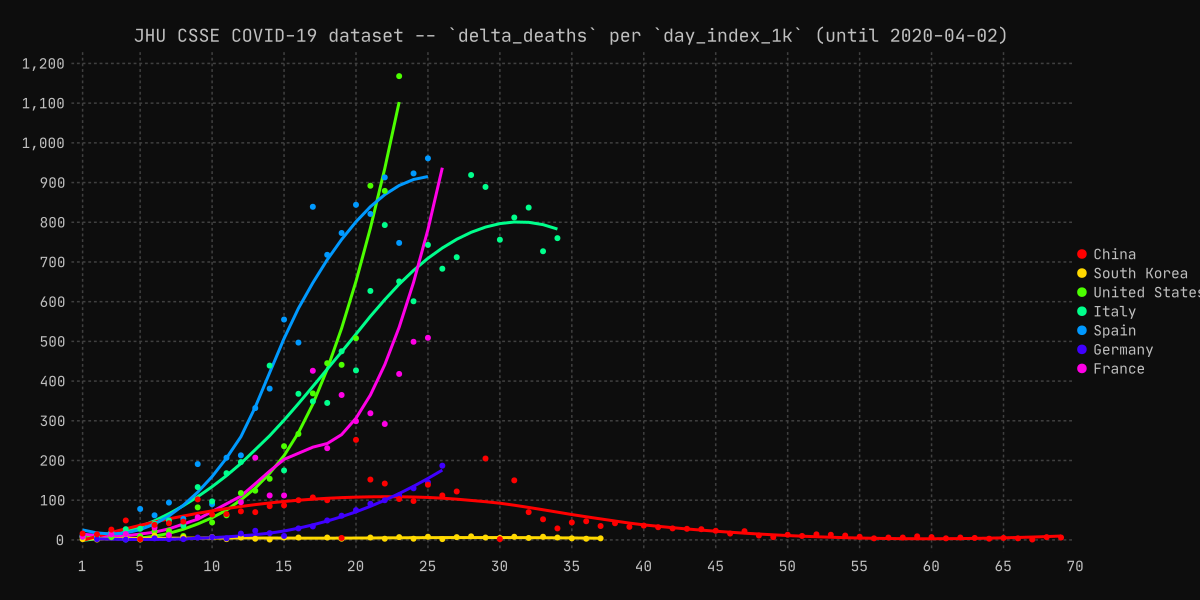 JHU CSSE COVID-19 dataset -- `delta_deaths` per `day_index_1k` (until 2020-04-02)
1,200
1,100
1,000
900
800
700
600
500
400
300
200
100
0
1 5 10 15 20 25 30 35 40 45 50 55 60 65 70
China
South Korea
United States
Italy
Spain
Germany
France